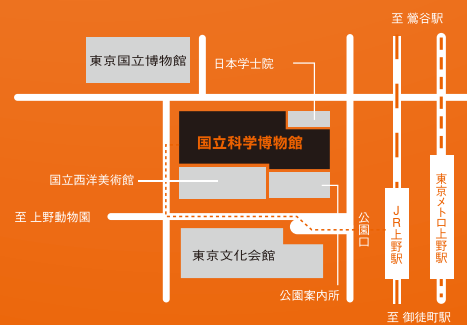 至 鶯谷駅
東京国立博物館
日本学士院
国立科学博物館
国立西洋美術館
至 上野動物園
公園口
JR上野駅
東京メトロ上野駅
東京文化会館
公園案内所
至 御徒町駅